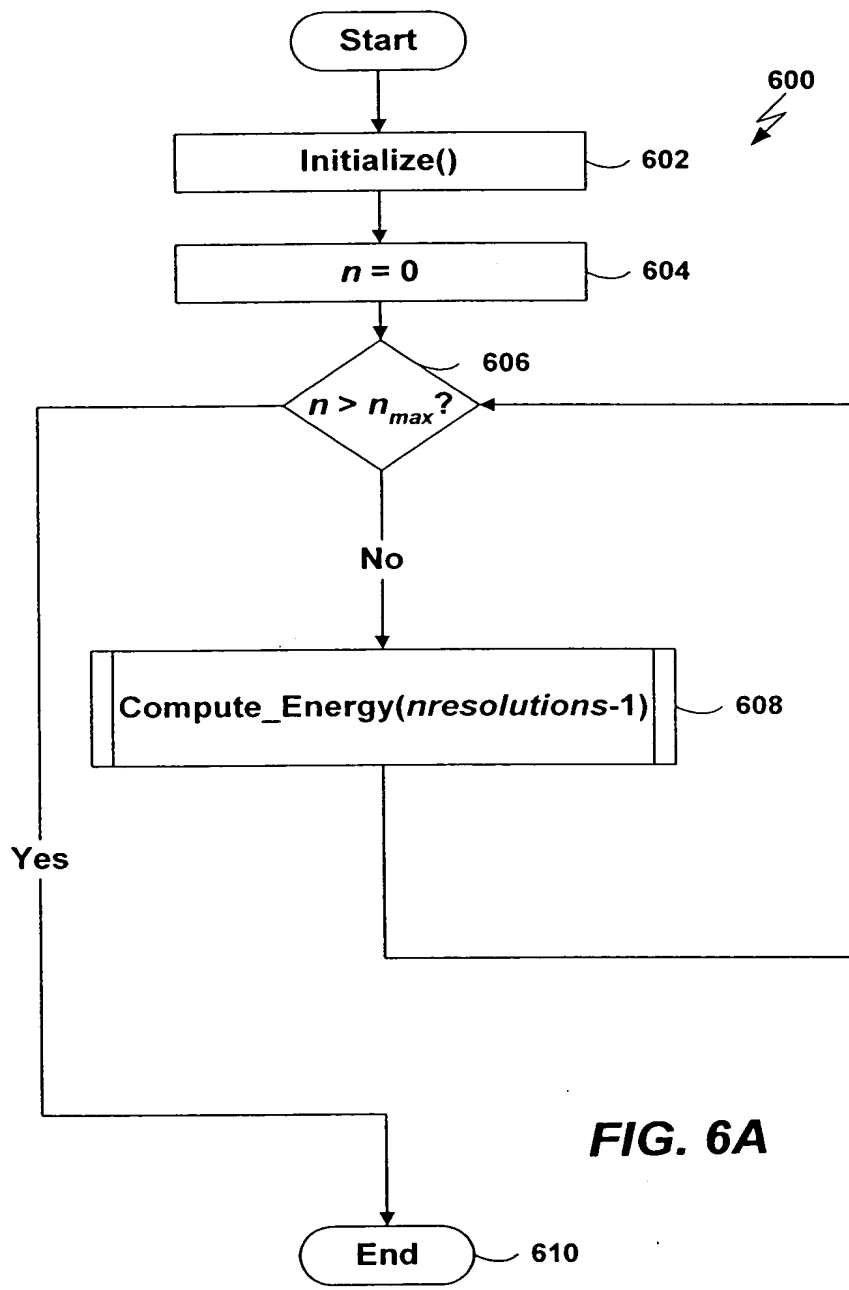 Start
600
Initialize()
602
n = 0
604
606
n > nmax?
No
Compute_Energy(nresolutions-1)
608
Yes
FIG. 6A
End
610